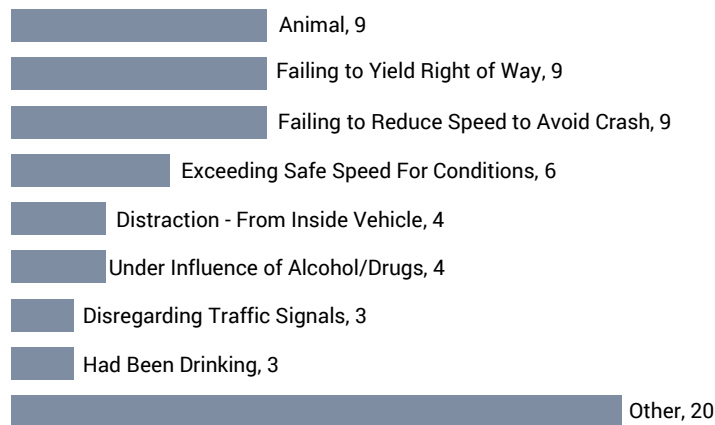 Animal, 9
Failing to Yield Right of Way, 9
Failing to Reduce Speed to Avoid Crash, 9
Exceeding Safe Speed For Conditions, 6
Distraction - From Inside Vehicle, 4
Under Influence of Alcohol/Drugs, 4
Disregarding Traffic Signals, 3
Had Been Drinking, 3
Other, 20